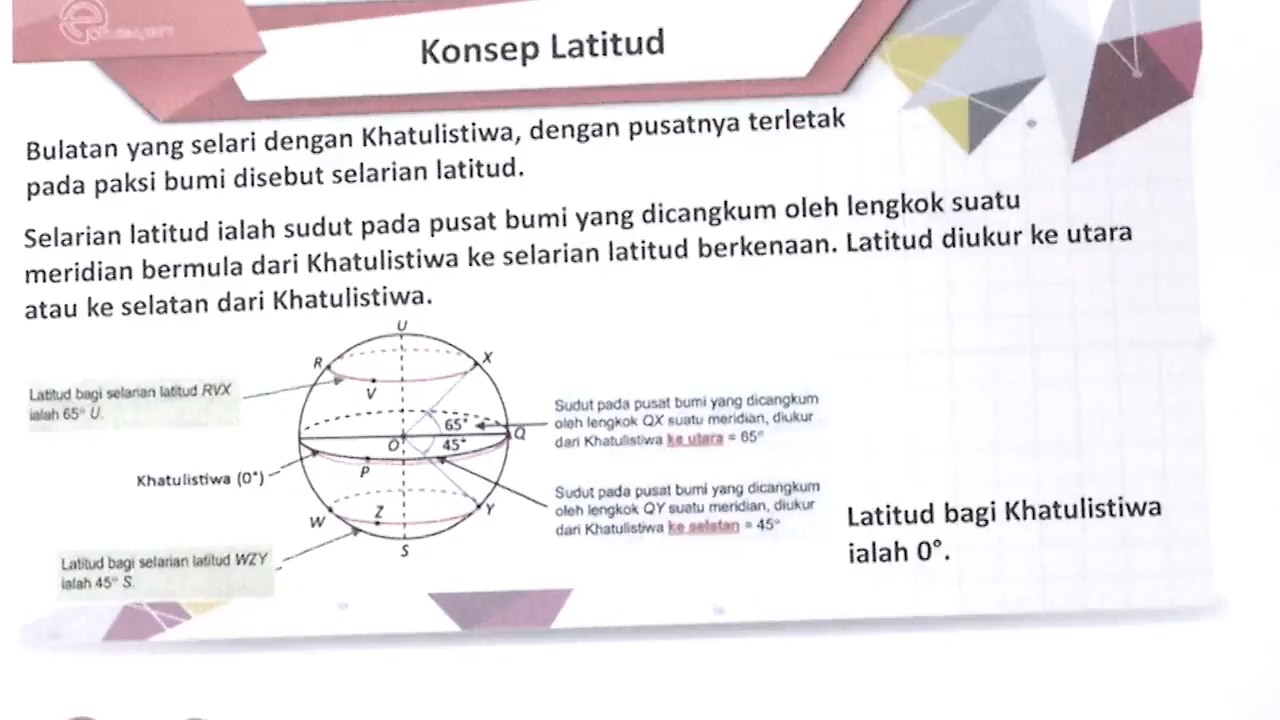 Konsep Latitud
Bulatan yang selari dengan Khatulistiwa, dengan pusatnya terletak
pada paksi bumi disebut selarian latitud.
Selarian latitud ialah sudut pada pusat bumi yang dicangkum oleh lengkok suatu
meridian bermula dari Khatulistiwa ke selarian latitud berkenaan. Latitud diukur ke utara
atau ke selatan dari Khatulistiwa.
U
R
X
V
Latitud bagi selarian latitud RVX
ialah 65° U.
65°
O
45°
Q
P
Khatulistiwa (0°)
W
Z
Y
S
Latitud bagi selarian latitud WZY
ialah 45° S.
Sudut pada pusat bumi yang dicangkum
oleh lengkok QX suatu meridian, diukur
dari Khatulistiwa ke utara = 65°
Sudut pada pusat bumi yang dicangkum
oleh lengkok QY suatu meridian, diukur
dari Khatulistiwa ke selatan = 45°
Latitud bagi Khatulistiwa
ialah 0°.